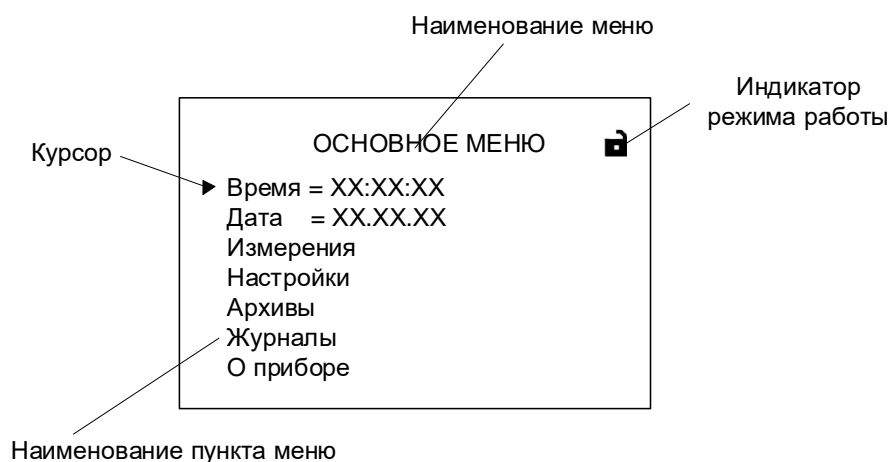 Наименование меню
Индикатор
режима работы
ОСНОВНОЕ МЕНЮ
Курсор
Время = XX:XX:XX
Дата = XX.XX.XX
Измерения
Настройки
Архивы
Журналы
О приборе
Наименование пункта меню